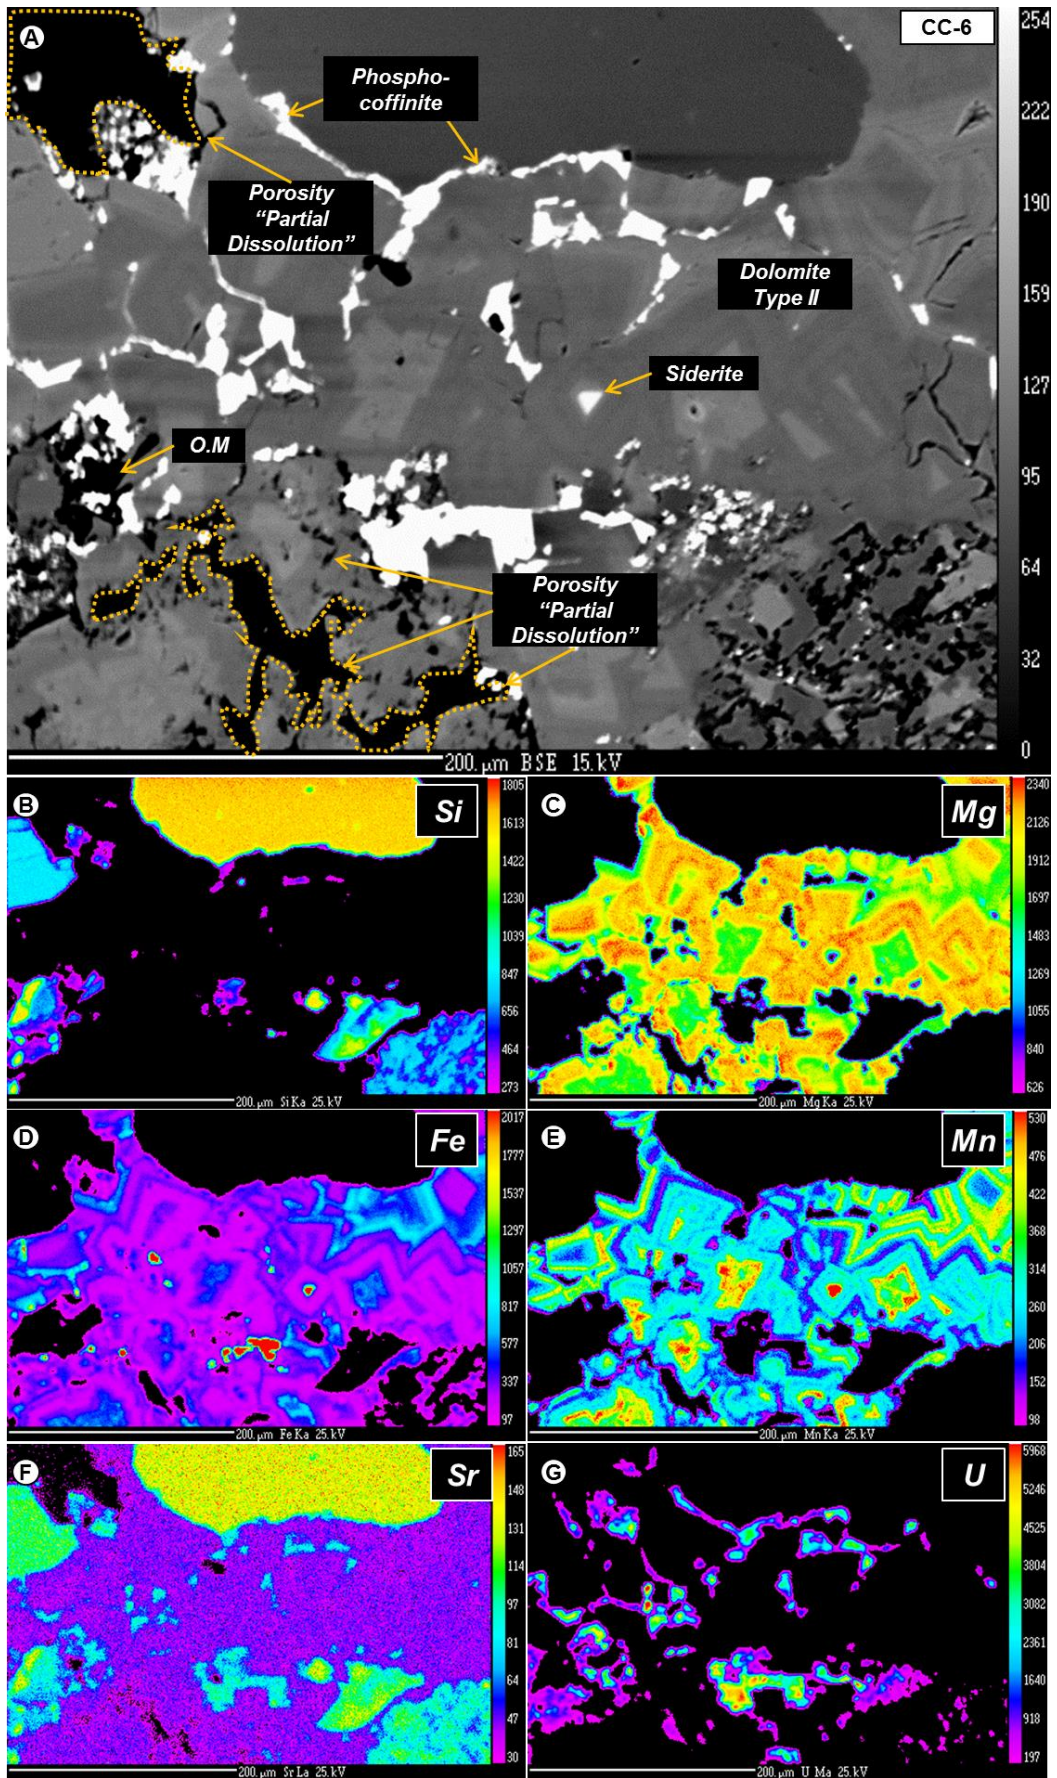 A
CC-6
254
222
190
159
127
95
64
32
0
Phospho-
coffinite
Porosity
“Partial
Dissolution”
Dolomite
Type II
Siderite
O.M
Porosity
“Partial
Dissolution”
200. µm BSE 15.kV
B
Si
1805
1613
1422
1230
1039
847
656
464
273
200. µm Si Ka 25.kV
C
Mg
2340
2126
1912
1697
1483
1269
1055
840
626
200. µm Mg Ka 25.kV
D
Fe
2017
1777
1537
1297
1057
817
577
337
97
200. µm Fe Ka 25.kV
E
Mn
530
476
422
368
314
260
206
152
98
200. µm Mn Ka 25.kV
F
Sr
165
148
131
114
97
81
64
47
30
200. µm Sr La 25.kV
G
U
5968
5246
4525
3804
3082
2361
1640
918
197
200. µm U Ma 25.kV